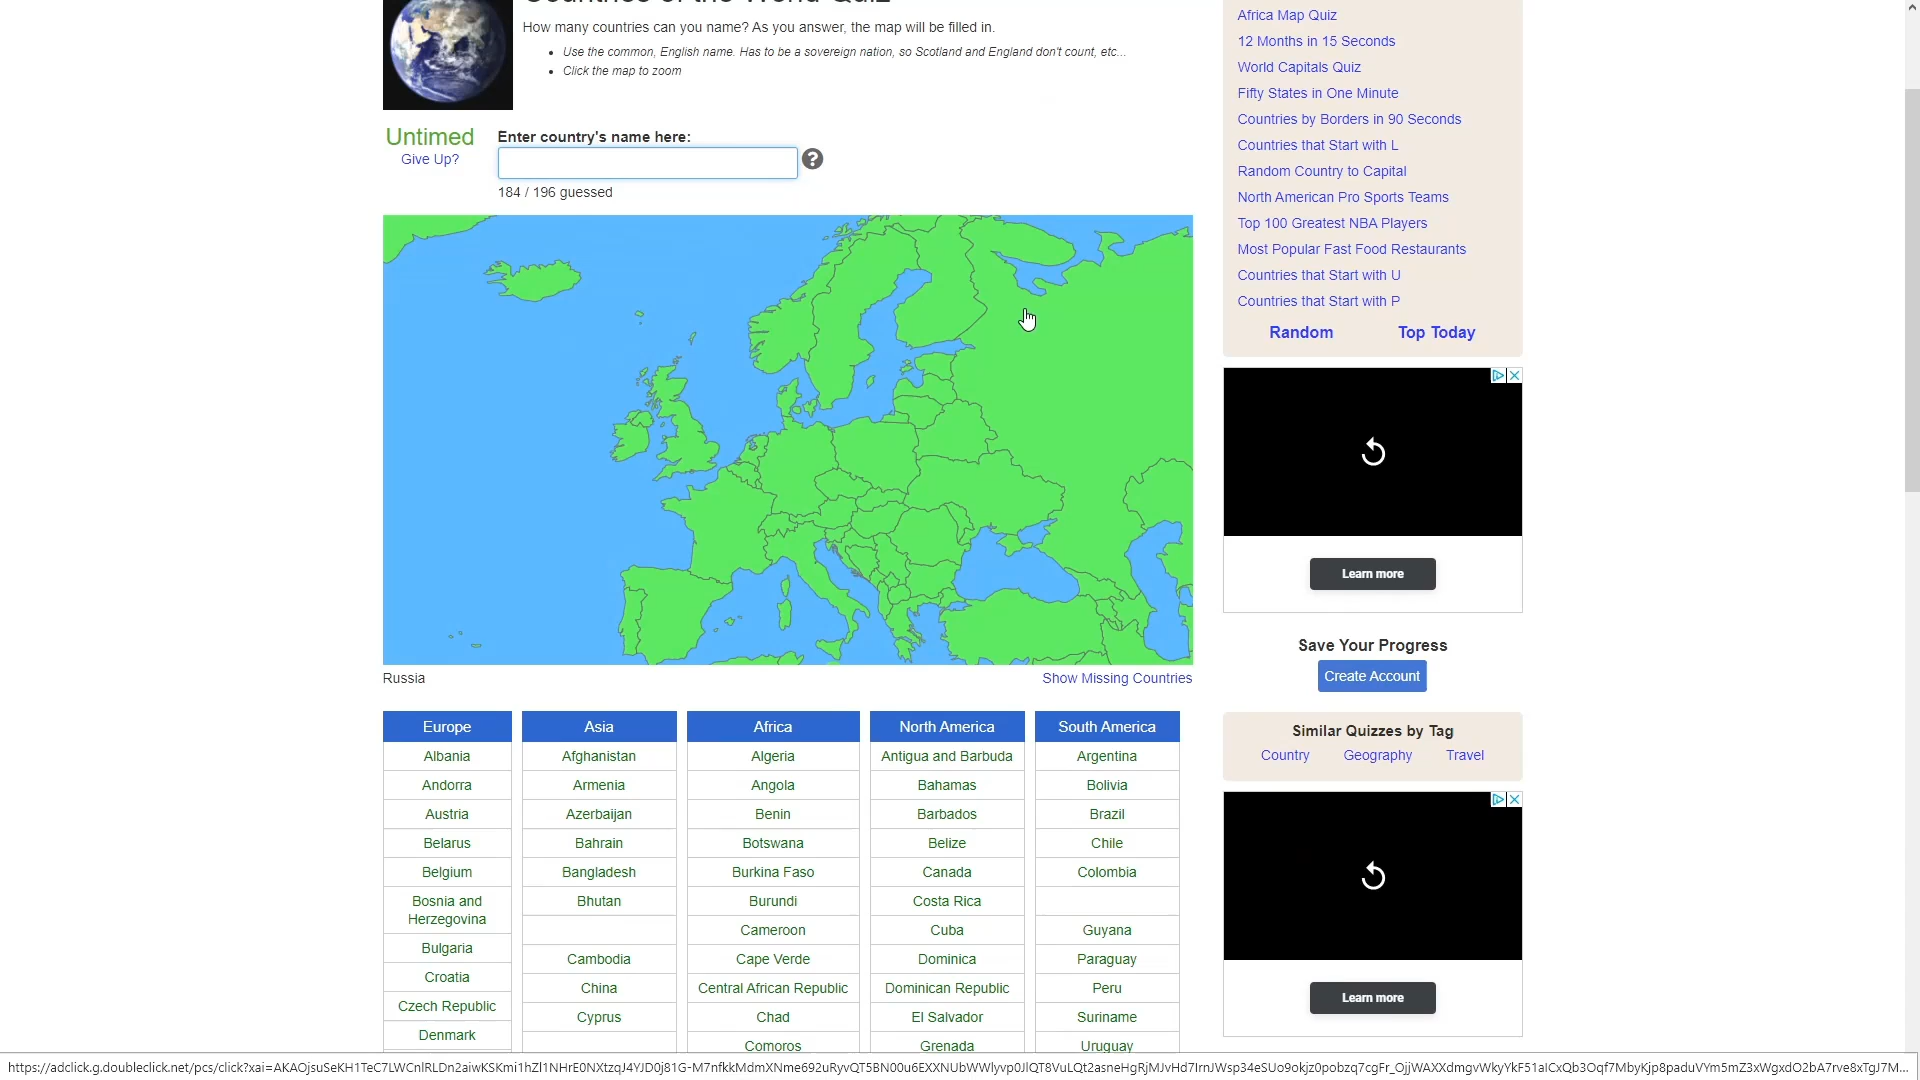 Countries of the World Quiz
How many countries can you name? As you answer, the map will be filled in.
Use the common, English name. Has to be a sovereign nation, so Scotland and England don't count, etc...
Click the map to zoom
Untimed
Give Up?
Enter country's name here:
?
184 / 196 guessed
Russia
Show Missing Countries
Europe Asia Africa North America South America
Albania Afghanistan Algeria Antigua and Barbuda Argentina
Andorra Armenia Angola Bahamas Bolivia
Austria Azerbaijan Benin Barbados Brazil
Belarus Bahrain Botswana Belize Chile
Belgium Bangladesh Burkina Faso Canada Colombia
Bosnia and
Herzegovina
Bhutan Burundi Costa Rica
Cameroon Cuba Guyana
Bulgaria
Cambodia Cape Verde Dominica Paraguay
Croatia
China Central African Republic Dominican Republic Peru
Czech Republic
Cyprus Chad El Salvador Suriname
Denmark
Comoros Grenada Uruguay
Africa Map Quiz
12 Months in 15 Seconds
World Capitals Quiz
Fifty States in One Minute
Countries by Borders in 90 Seconds
Countries that Start with L
Random Country to Capital
North American Pro Sports Teams
Top 100 Greatest NBA Players
Most Popular Fast Food Restaurants
Countries that Start with U
Countries that Start with P
Random Top Today
Learn more
Save Your Progress
Create Account
Similar Quizzes by Tag
Country Geography Travel
Learn more